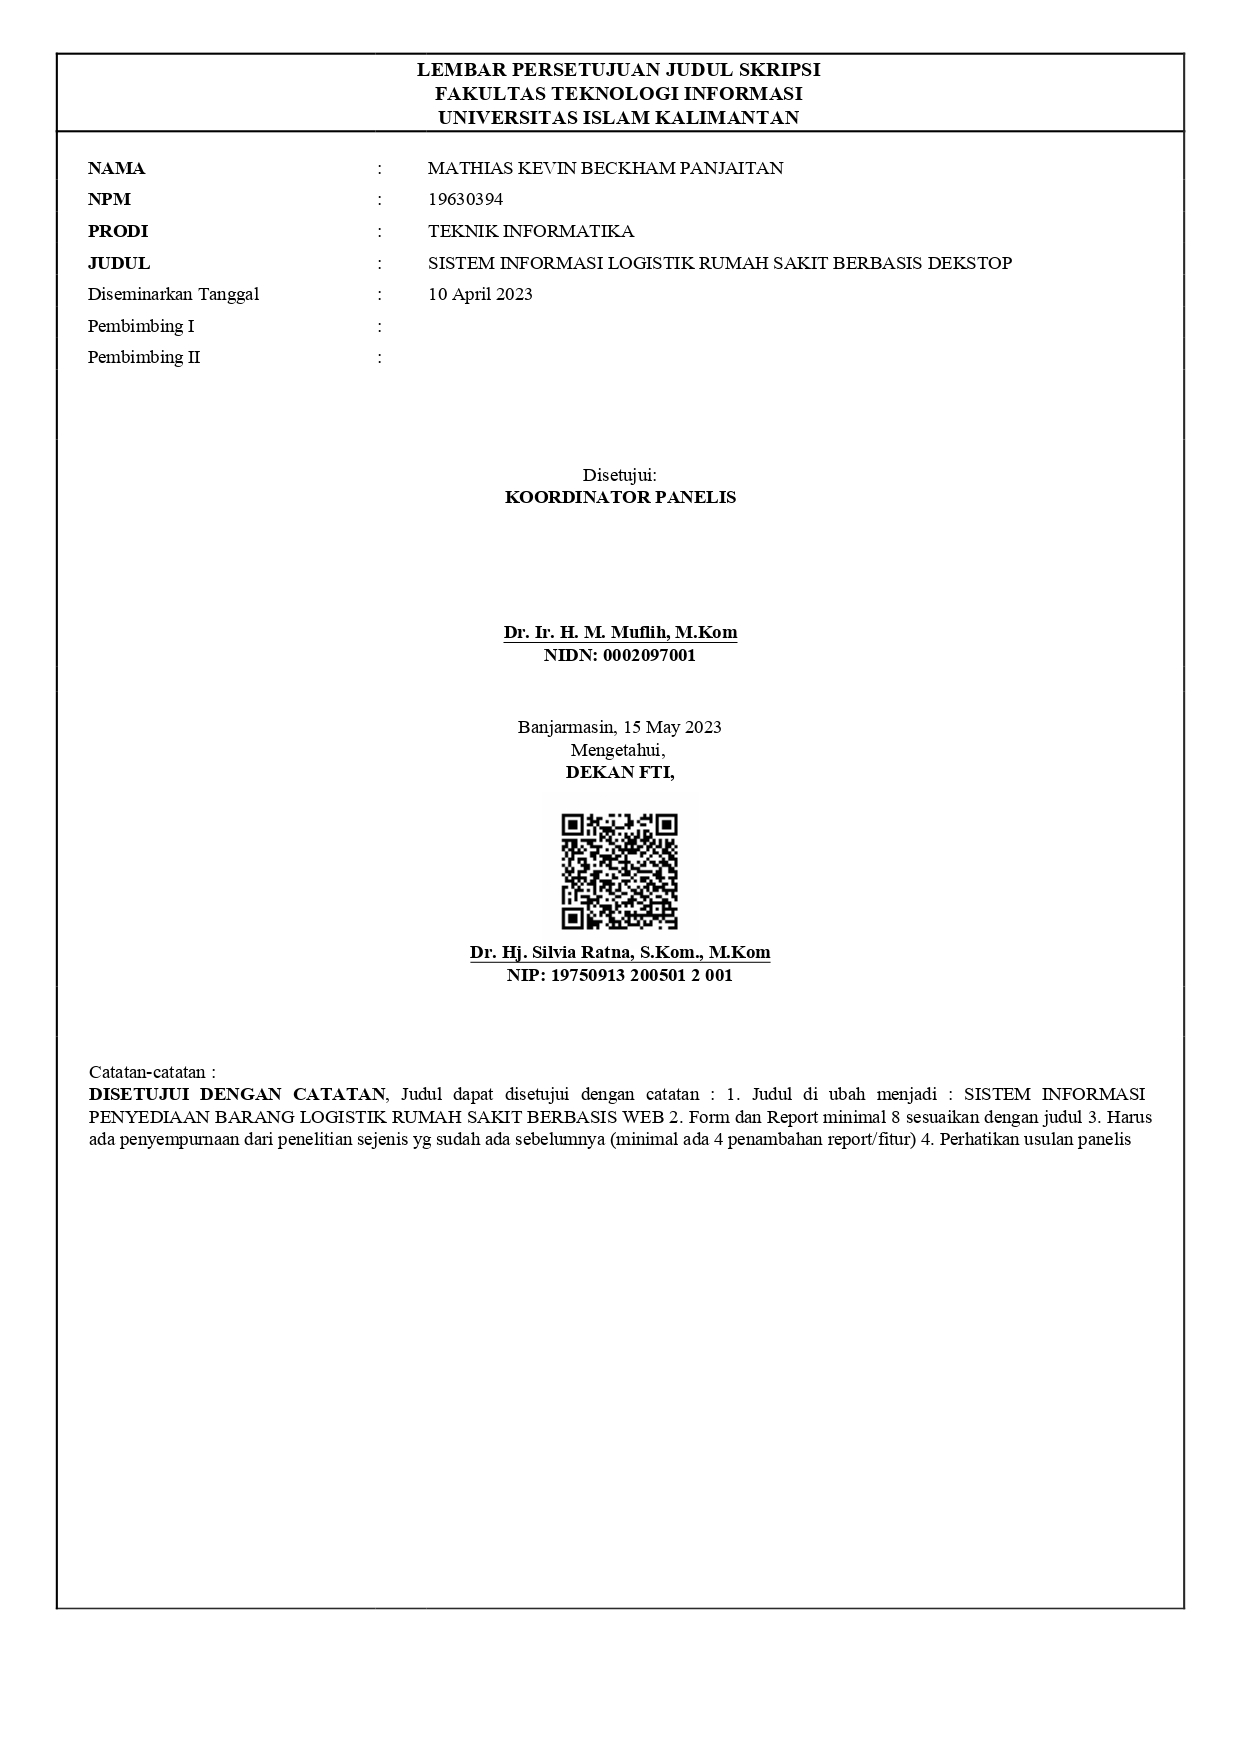 LEMBAR PERSETUJUAN JUDUL SKRIPSI
FAKULTAS TEKNOLOGI INFORMASI
UNIVERSITAS ISLAM KALIMANTAN
NAMA : MATHIAS KEVIN BECKHAM PANJAITAN
NPM : 19630394
PRODI : TEKNIK INFORMATIKA
JUDUL : SISTEM INFORMASI LOGISTIK RUMAH SAKIT BERBASIS DEKSTOP
Diseminarkan Tanggal : 10 April 2023
Pembimbing I :
Pembimbing II :
Disetujui:
KOORDINATOR PANELIS
Dr. Ir. H. M. Muflih, M.Kom
NIDN: 0002097001
Banjarmasin, 15 May 2023
Mengetahui,
DEKAN FTI,
Dr. Hj. Silvia Ratna, S.Kom., M.Kom
NIP: 19750913 200501 2 001
Catatan-catatan :
DISETUJUI DENGAN CATATAN, Judul dapat disetujui dengan catatan : 1. Judul di ubah menjadi : SISTEM INFORMASI
PENYEDIAAN BARANG LOGISTIK RUMAH SAKIT BERBASIS WEB 2. Form dan Report minimal 8 sesuaikan dengan judul 3. Harus
ada penyempurnaan dari penelitian sejenis yg sudah ada sebelumnya (minimal ada 4 penambahan report/fitur) 4. Perhatikan usulan panelis